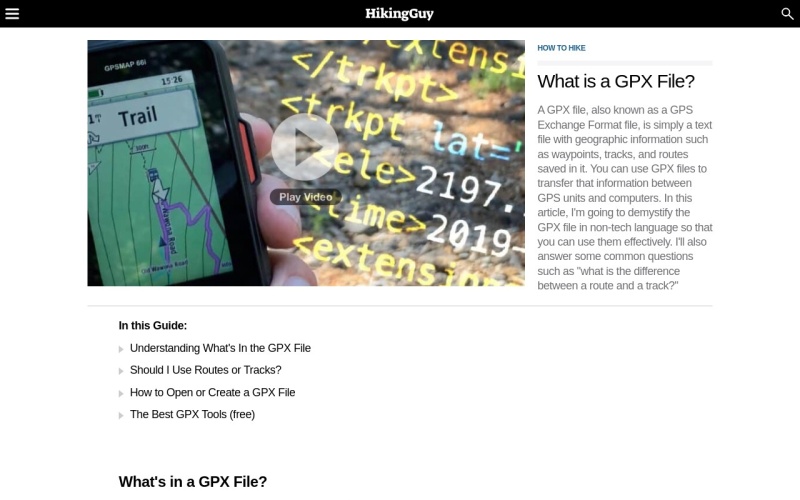 HikingGuy
GPSMAP 66i
15:26
Trail
300ft
Wawona Road
Old Wawona Road
</trkpt>
<trkpt lat=
<ele>2197.
time>2019-
Play Video
HOW TO HIKE
What is a GPX File?
A GPX file, also known as a GPS
Exchange Format file, is simply a text
file with geographic information such
as waypoints, tracks, and routes
saved in it. You can use GPX files to
transfer that information between
GPS units and computers. In this
article, I'm going to demystify the
GPX file in non-tech language so that
you can use them effectively. I'll also
answer some common questions
such as "what is the difference
between a route and a track?"
In this Guide:
Understanding What's In the GPX File
Should I Use Routes or Tracks?
How to Open or Create a GPX File
The Best GPX Tools (free)
What's in a GPX File?